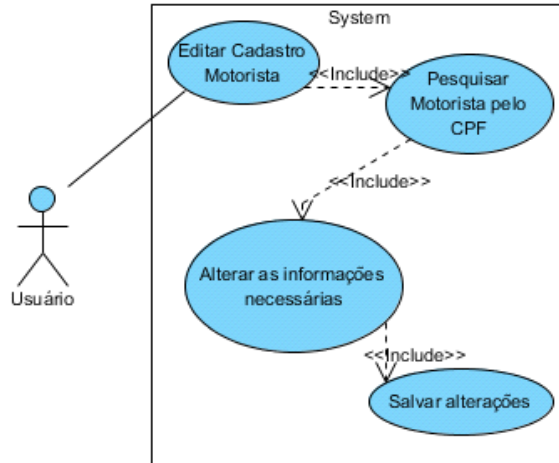 System
Editar Cadastro
Motorista
<<Include>>
Pesquisar
Motorista pelo
CPF
<<Include>>
Usuário
Alterar as informações
necessárias
<<Include>>
Salvar alterações